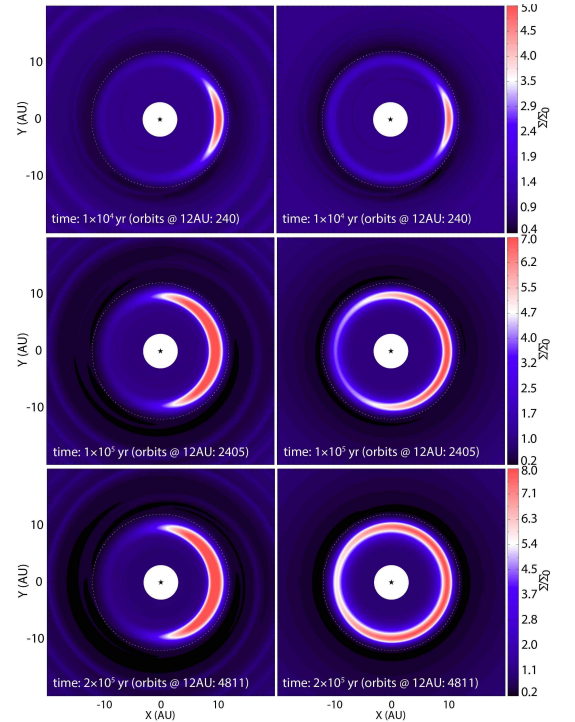 10
0
-10
Y (AU)
time: 1×10⁴ yr (orbits @ 12AU: 240)
time: 1×10⁴ yr (orbits @ 12AU: 240)
5.0
4.5
4.0
3.5
2.9
2.4
1.9
1.4
0.9
0.4
Σ/Σ0
10
0
-10
Y (AU)
time: 1×10⁵ yr (orbits @ 12AU: 2405)
time: 1×10⁵ yr (orbits @ 12AU: 2405)
7.0
6.2
5.5
4.7
4.0
3.2
2.5
1.7
1.0
0.2
Σ/Σ0
10
0
-10
Y (AU)
time: 2×10⁵ yr (orbits @ 12AU: 4811)
time: 2×10⁵ yr (orbits @ 12AU: 4811)
8.0
7.1
6.3
5.4
4.5
3.7
2.8
2.0
1.1
0.2
Σ/Σ0
-10 0 10
X (AU)
-10 0 10
X (AU)